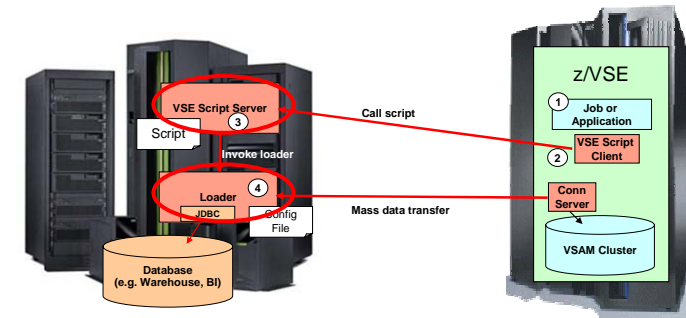 z/VSE
1
Job or
Application
VSE Script
Client
2
Call script
VSE Script Server
3
Script
Invoke loader
Loader
4
JDBC
Config
File
Mass data transfer
Conn
Server
VSAM Cluster
Database
(e.g. Warehouse, BI)